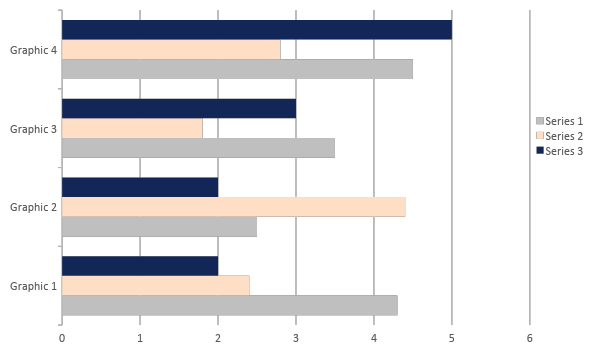 Graphic 4
Graphic 3
Graphic 2
Graphic 1
0 1 2 3 4 5 6
Series 1
Series 2
Series 3